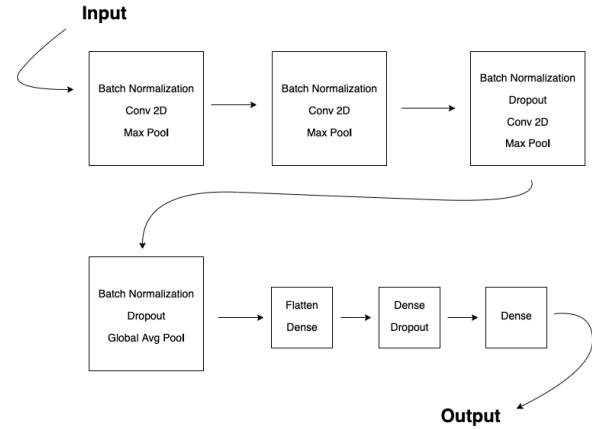 Input
Batch Normalization
Conv 2D
Max Pool
Batch Normalization
Conv 2D
Max Pool
Batch Normalization
Dropout
Conv 2D
Max Pool
Batch Normalization
Dropout
Global Avg Pool
Flatten
Dense
Dense
Dropout
Dense
Output